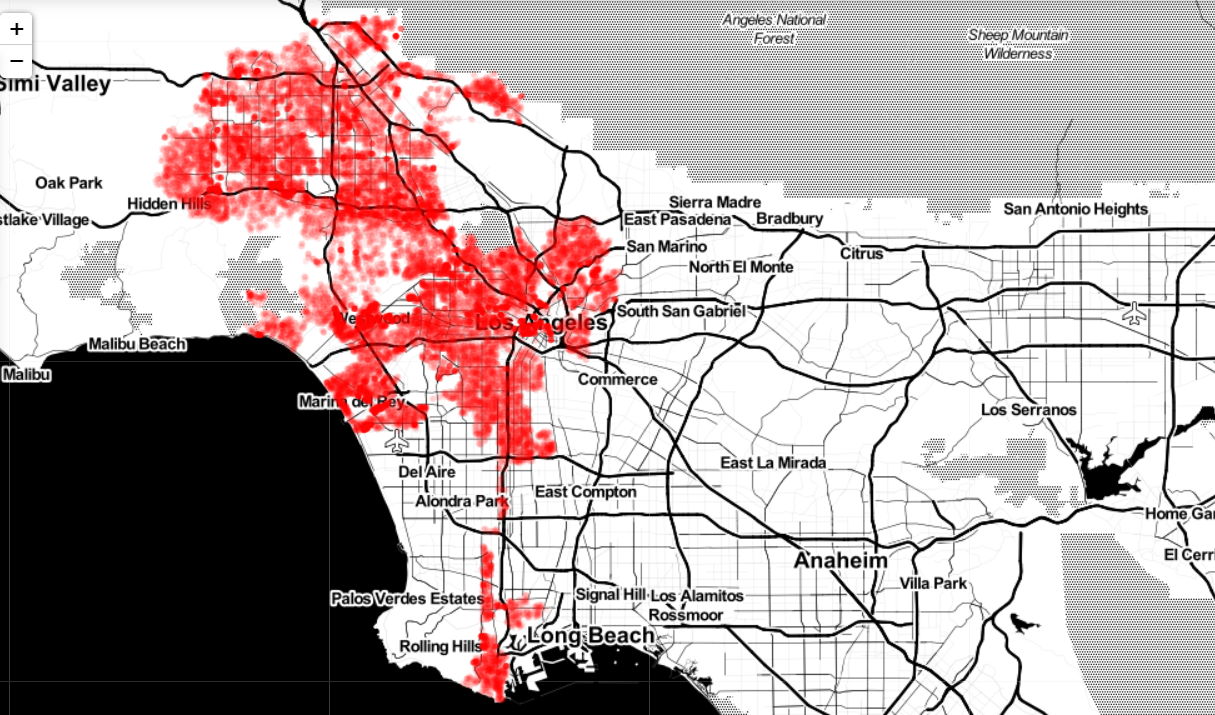 +
Angeles National
Forest
Sheep Mountain
Wilderness
−
Simi Valley
Oak Park
Hidden Hills
stlake Village
Sierra Madre
East Pasadena
Bradbury
San Antonio Heights
San Marino
Citrus
North El Monte
South San Gabriel
Westwood
Los Angeles
Malibu Beach
Malibu
Commerce
Marina del Rey
Los Serranos
Del Aire
East La Mirada
Alondra Park
East Compton
Home Gar
El Cerri
Anaheim
Villa Park
Palos Verdes Estates
Signal Hill
Los Alamitos
Rossmoor
Long Beach
Rolling Hills